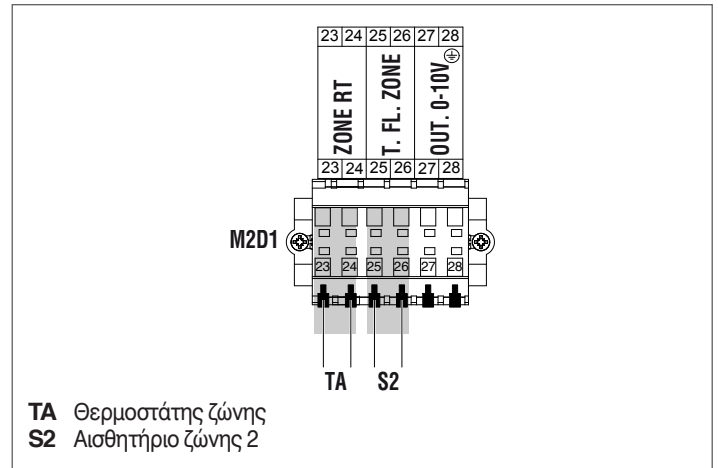 23 24 25 26 27 28
ZONE RT
T. FL. ZONE
OUT. 0-10V
23 24 25 26 27 28
M2D1
23 24 25 26 27 28
TA S2
TA Θερμοστάτης ζώνης
S2 Αισθητήριο ζώνης 2